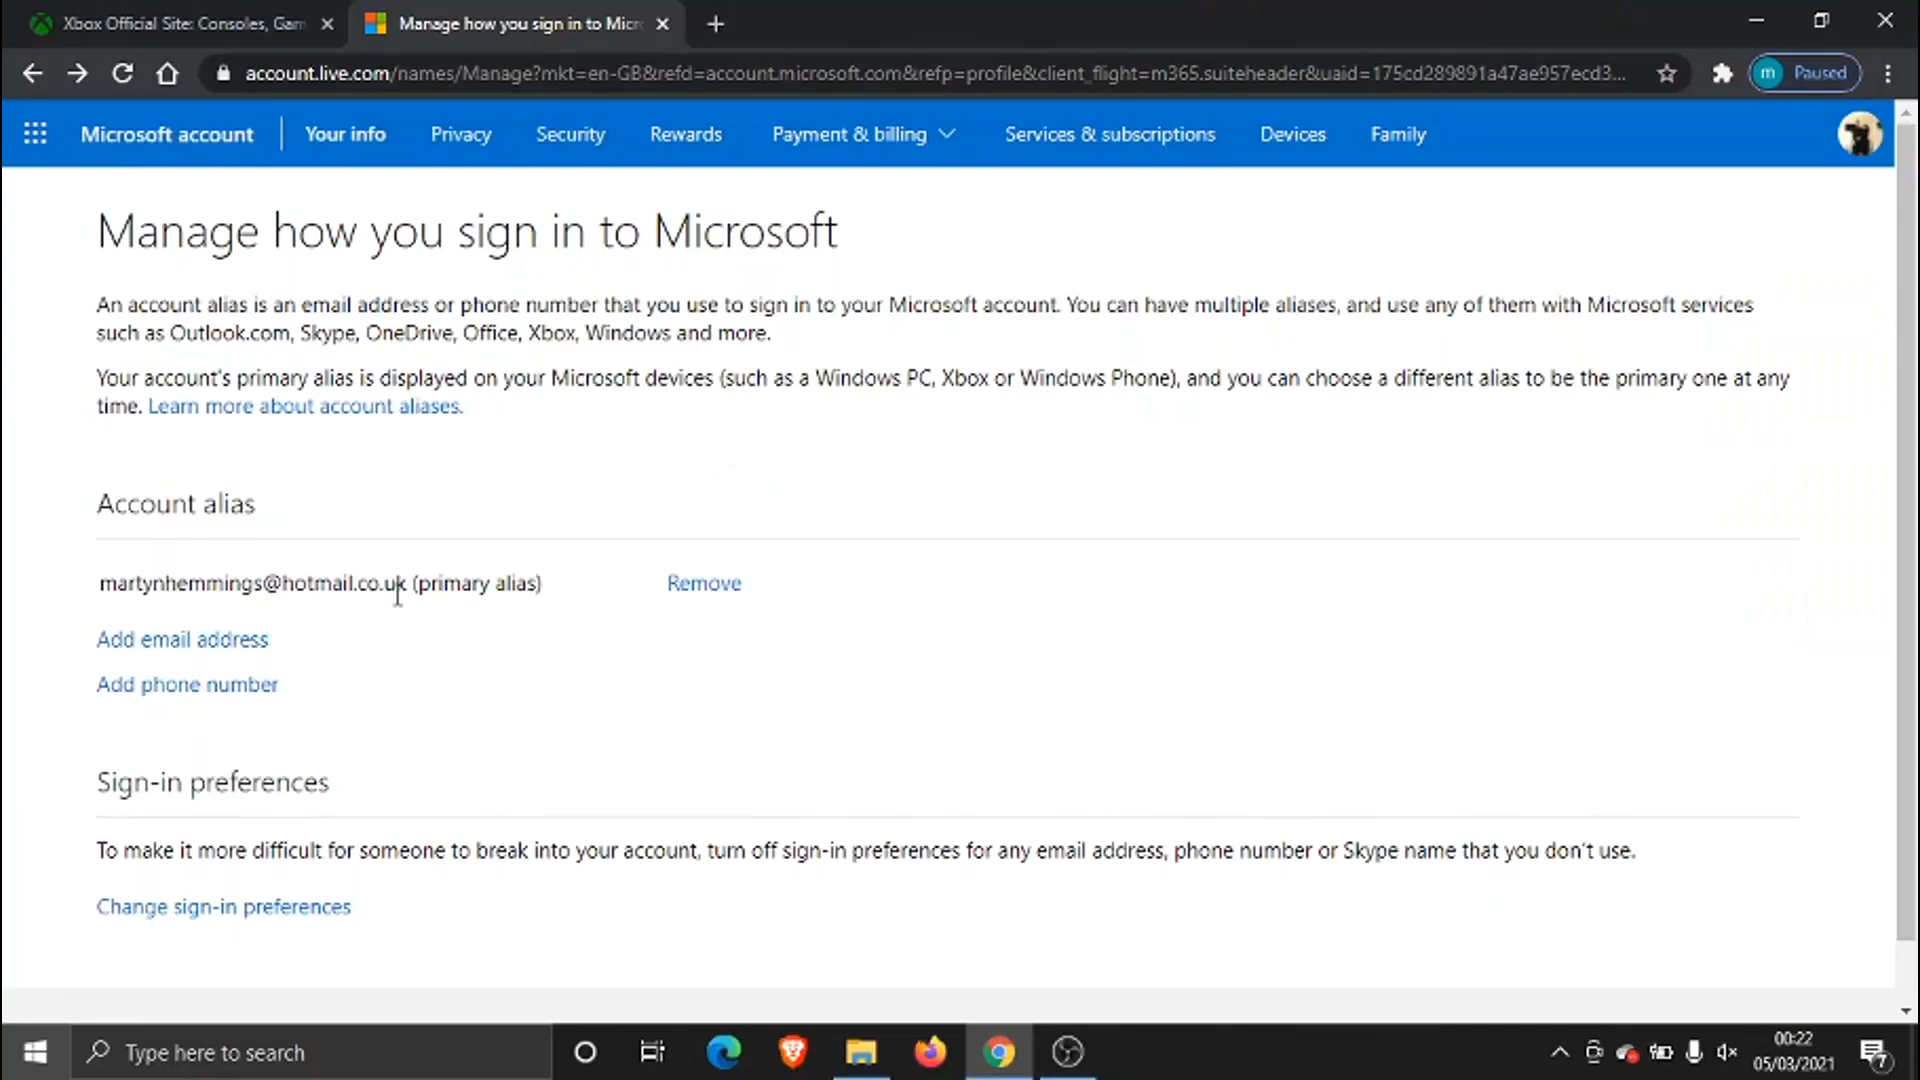 Xbox Official Site: Consoles, Gam
Manage how you sign in to Micr
account.live.com/names/Manage?mkt=en-GB&refd=account.microsoft.com&refp=profile&client_flight=m365.suiteheader&uaid=175cd289891a47ae957ecd3...
m Paused
Microsoft account Your info Privacy Security Rewards Payment & billing Services & subscriptions Devices Family
Manage how you sign in to Microsoft
An account alias is an email address or phone number that you use to sign in to your Microsoft account. You can have multiple aliases, and use any of them with Microsoft services
such as Outlook.com, Skype, OneDrive, Office, Xbox, Windows and more.
Your account's primary alias is displayed on your Microsoft devices (such as a Windows PC, Xbox or Windows Phone), and you can choose a different alias to be the primary one at any
time. Learn more about account aliases.
Account alias
martynhemmings@hotmail.co.uk (primary alias) Remove
Add email address
Add phone number
Sign-in preferences
To make it more difficult for someone to break into your account, turn off sign-in preferences for any email address, phone number or Skype name that you don't use.
Change sign-in preferences
Type here to search
00:22
05/03/2021
7